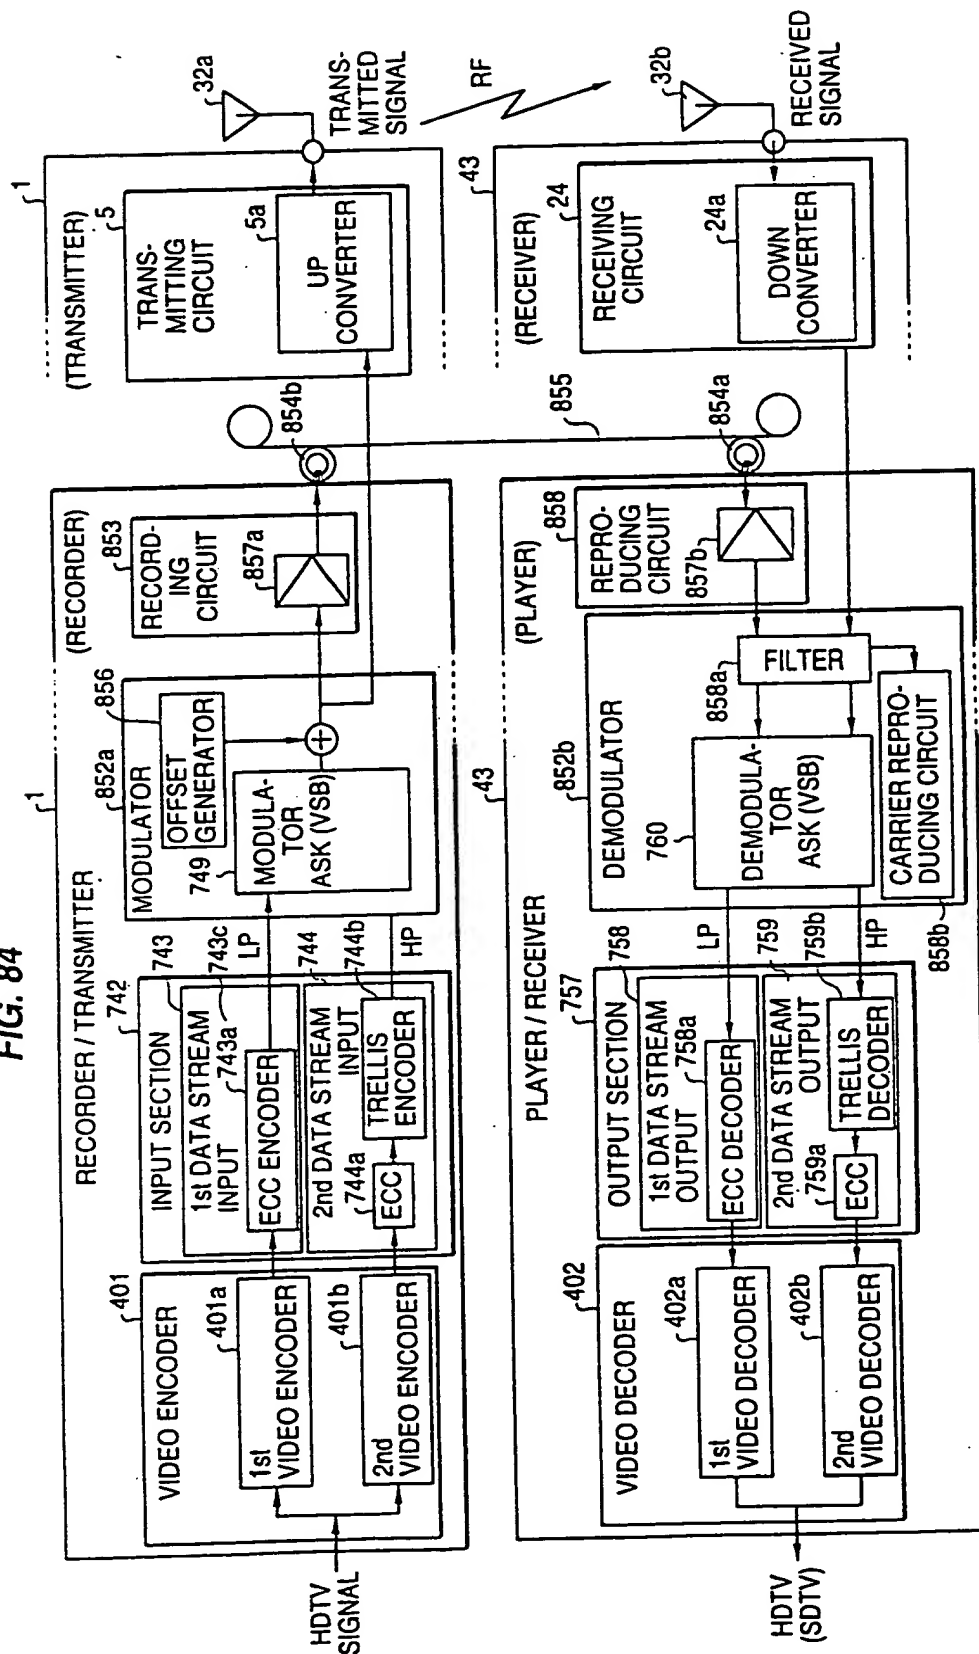 FIG. 84
RECORDER / TRANSMITTER
1
HDTV
SIGNAL
401
VIDEO ENCODER
401a
1st
VIDEO ENCODER
401b
2nd
VIDEO ENCODER
742
INPUT SECTION
743
1st DATA STREAM
INPUT
743c
743a
ECC ENCODER
744
2nd DATA STREAM
INPUT
744a
ECC
744b
TRELLIS
ENCODER
LP
HP
852a
MODULATOR
856
OFFSET
GENERATOR
749
MODULA-
TOR
ASK (VSB)
(RECORDER)
853
RECORD-
ING
CIRCUIT
857a
854b
855
(TRANSMITTER)
1
5
TRANS-
MITTING
CIRCUIT
5a
UP
CONVERTER
32a
TRANS-
MITTED
SIGNAL
RF
PLAYER / RECEIVER
43
HDTV
(SDTV)
402
VIDEO DECODER
402a
1st
VIDEO DECODER
402b
2nd
VIDEO DECODER
757
OUTPUT SECTION
758
1st DATA STREAM
OUTPUT
758a
ECC DECODER
759
2nd DATA STREAM
OUTPUT
759a
ECC
759b
TRELLIS
DECODER
LP
HP
852b
DEMODULATOR
760
DEMODULA-
TOR
ASK (VSB)
858a
FILTER
CARRIER REPRO-
DUCING CIRCUIT
858b
(PLAYER)
858
REPRO-
DUCING
CIRCUIT
857b
854a
(RECEIVER)
43
24
RECEIVING
CIRCUIT
24a
DOWN
CONVERTER
32b
RECEIVED
SIGNAL